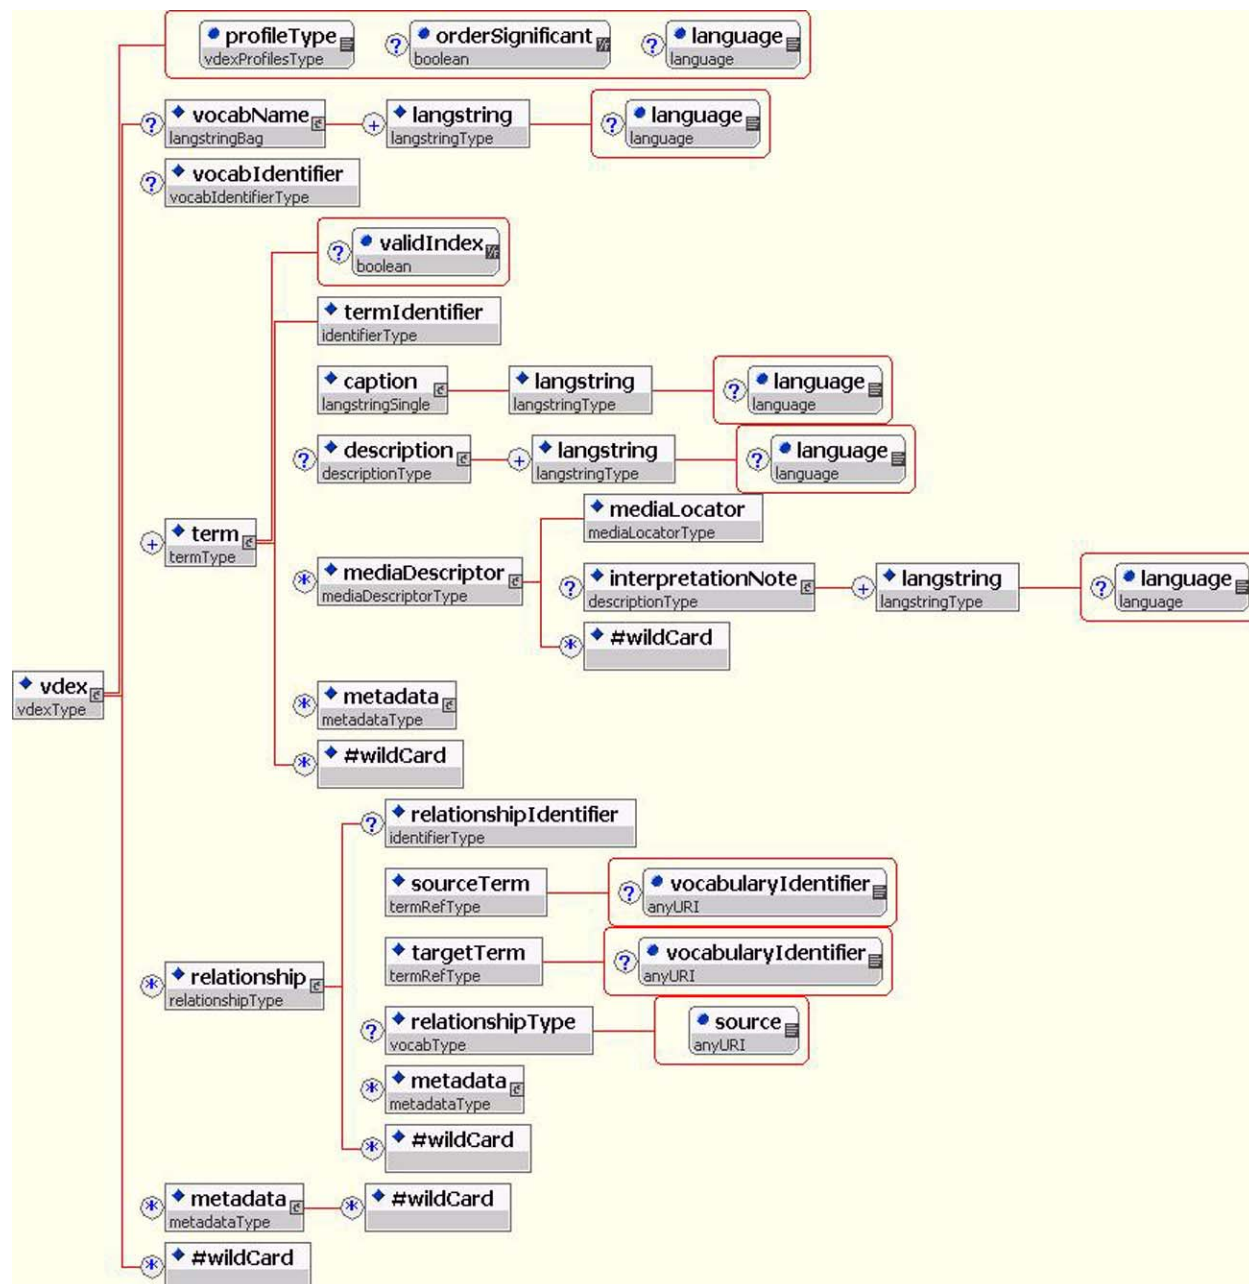 profileType
vdexProfilesType
? orderSignificant
boolean
? language
language
? vocabName
langstringBag
+ langstring
langstringType
? language
language
? vocabIdentifier
vocabIdentifierType
? validIndex
boolean
termIdentifier
identifierType
caption
langstringSingle
langstring
langstringType
? language
language
? description
descriptionType
+ langstring
langstringType
? language
language
mediaLocator
mediaLocatorType
+ term
termType
* mediaDescriptor
mediaDescriptorType
? interpretationNote
descriptionType
+ langstring
langstringType
? language
language
* #wildCard
vdex
vdexType
* metadata
metadataType
* #wildCard
? relationshipIdentifier
identifierType
sourceTerm
termRefType
? vocabularyIdentifier
anyURI
targetTerm
termRefType
? vocabularyIdentifier
anyURI
* relationship
relationshipType
? relationshipType
vocabType
source
anyURI
* metadata
metadataType
* #wildCard
* metadata
metadataType
* #wildCard
* #wildCard